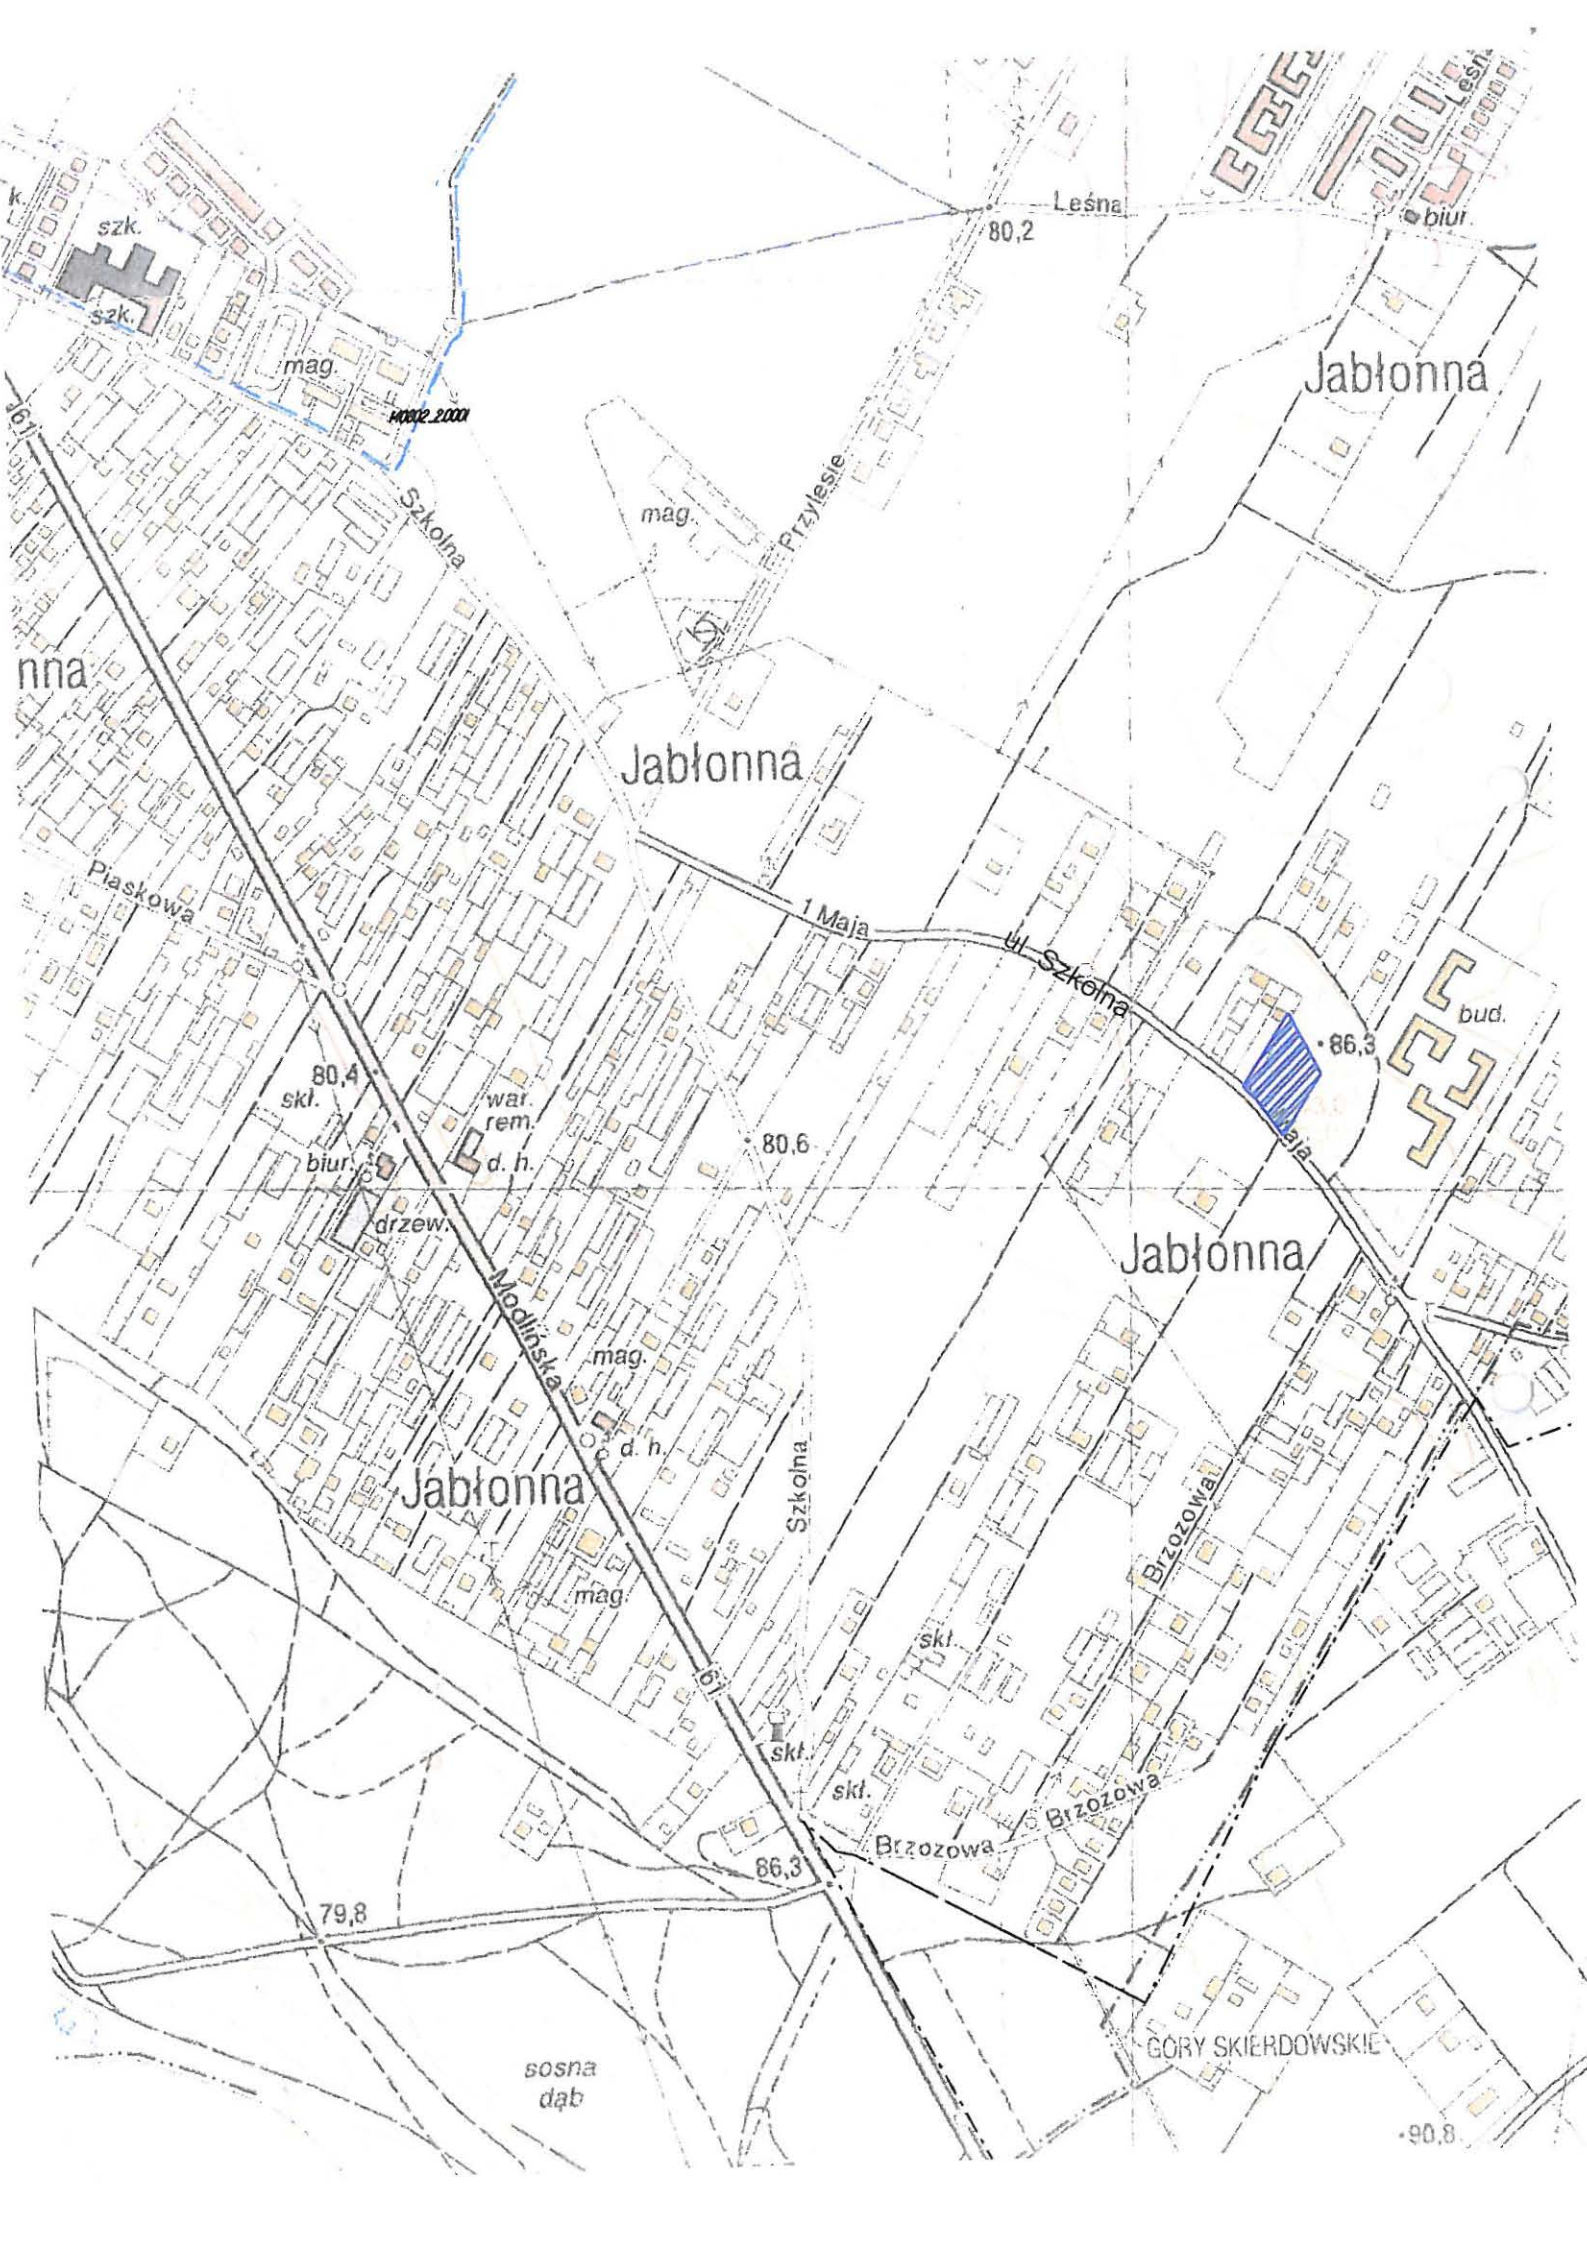 Leśna
k.
szk.
Leśna
80,2
biur.
szk.
mag.
Jabłonna
61
Szkolna
mag.
Przylesie
nna
Jabłonna
Piaskowa
1 Maja
ul. Szkolna
bud.
86,3
80,4
skł.
war.
rem.
80,6
Maja
biur.
d. h.
drzew.
Jabłonna
Modlińska
mag.
d. h.
Szkolna
Jabłonna
Brzozowa
mag.
skł.
61
skł.
skł.
Brzozowa
Brzozowa
86,3
79,8
GÓRY SKIERDOWSKIE
sosna
dąb
90,8